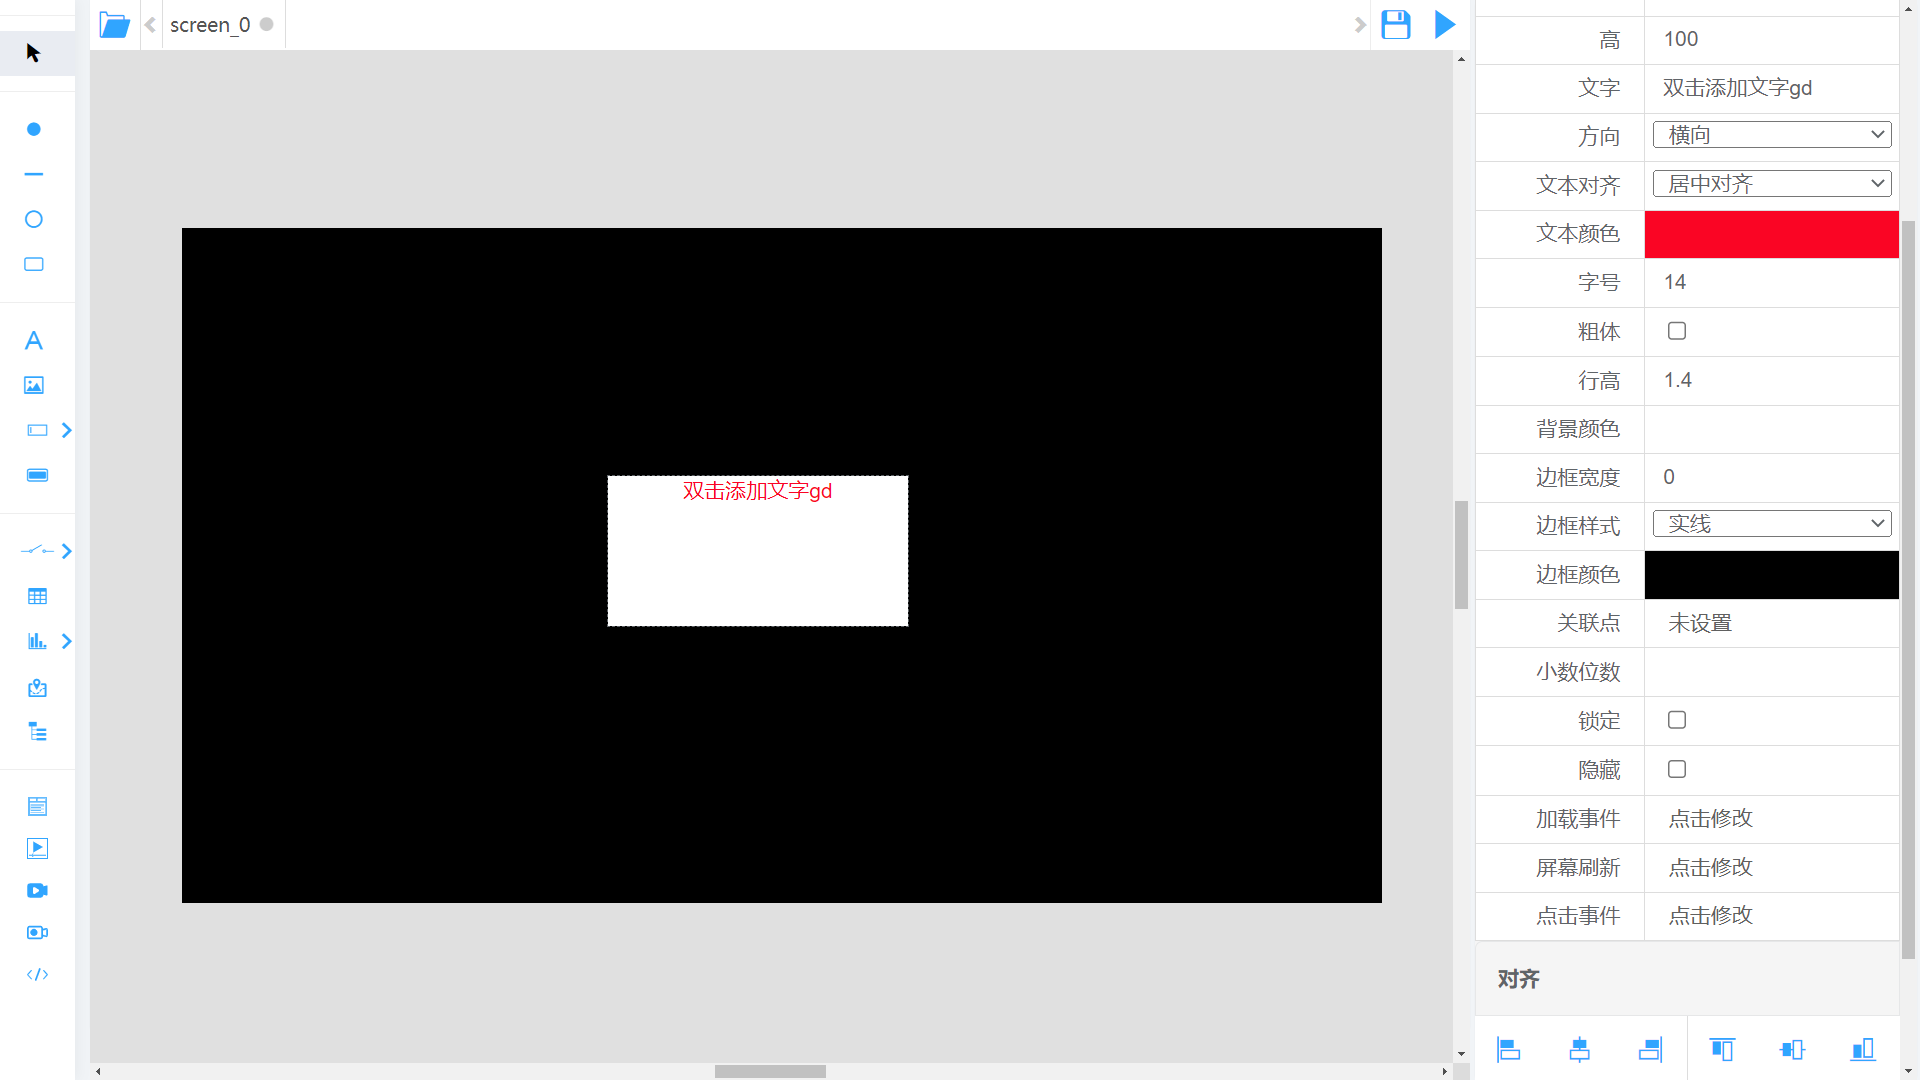 screen_0
双击添加文字gd
高 100
文字 双击添加文字gd
方向 横向
文本对齐 居中对齐
文本颜色
字号 14
粗体
行高 1.4
背景颜色
边框宽度 0
边框样式 实线
边框颜色
关联点 未设置
小数位数
锁定
隐藏
加载事件 点击修改
屏幕刷新 点击修改
点击事件 点击修改
对齐